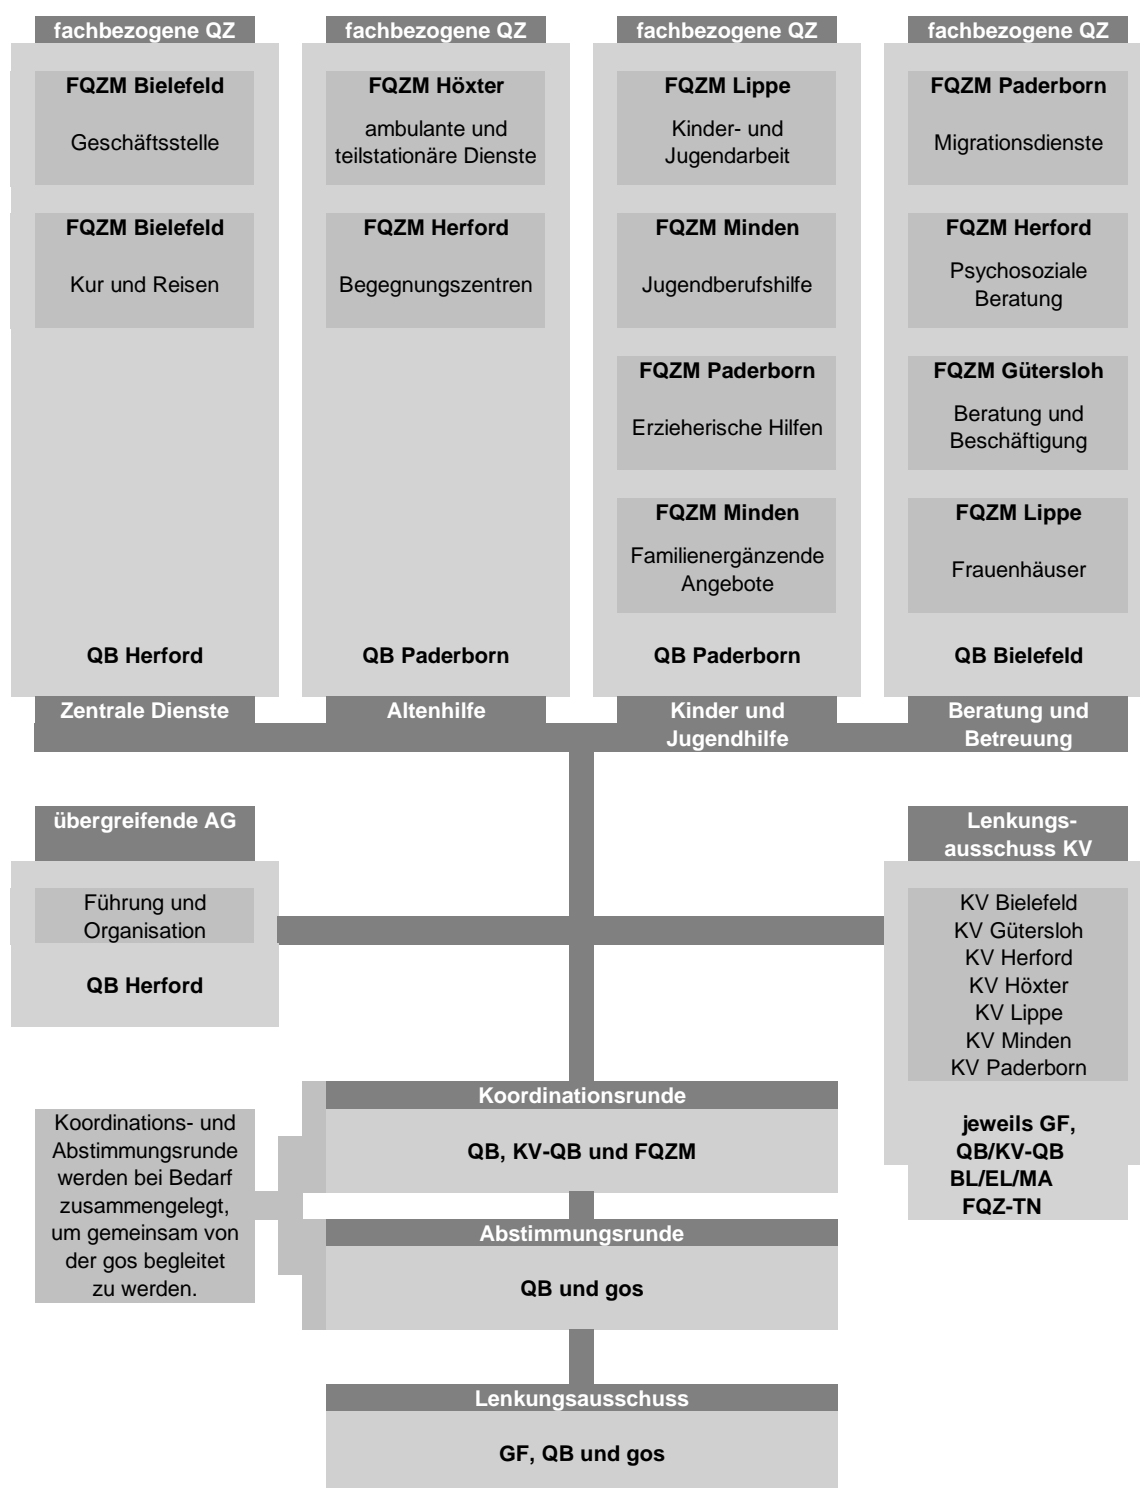 fachbezogene QZ
FQZM Bielefeld
Geschäftsstelle
FQZM Bielefeld
Kur und Reisen
QB Herford
Zentrale Dienste
fachbezogene QZ
FQZM Höxter
ambulante und
teilstationäre Dienste
FQZM Herford
Begegnungszentren
QB Paderborn
Altenhilfe
fachbezogene QZ
FQZM Lippe
Kinder- und
Jugendarbeit
FQZM Minden
Jugendberufshilfe
FQZM Paderborn
Erzieherische Hilfen
FQZM Minden
Familienergänzende
Angebote
QB Paderborn
Kinder und
Jugendhilfe
fachbezogene QZ
FQZM Paderborn
Migrationsdienste
FQZM Herford
Psychosoziale
Beratung
FQZM Gütersloh
Beratung und
Beschäftigung
FQZM Lippe
Frauenhäuser
QB Bielefeld
Beratung und
Betreuung
übergreifende AG
Führung und
Organisation
QB Herford
Lenkungs-
ausschuss KV
KV Bielefeld
KV Gütersloh
KV Herford
KV Höxter
KV Lippe
KV Minden
KV Paderborn
jeweils GF,
QB/KV-QB
BL/EL/MA
FQZ-TN
Koordinations- und
Abstimmungsrunde
werden bei Bedarf
zusammengelegt,
um gemeinsam von
der gos begleitet
zu werden.
Koordinationsrunde
QB, KV-QB und FQZM
Abstimmungsrunde
QB und gos
Lenkungsausschuss
GF, QB und gos